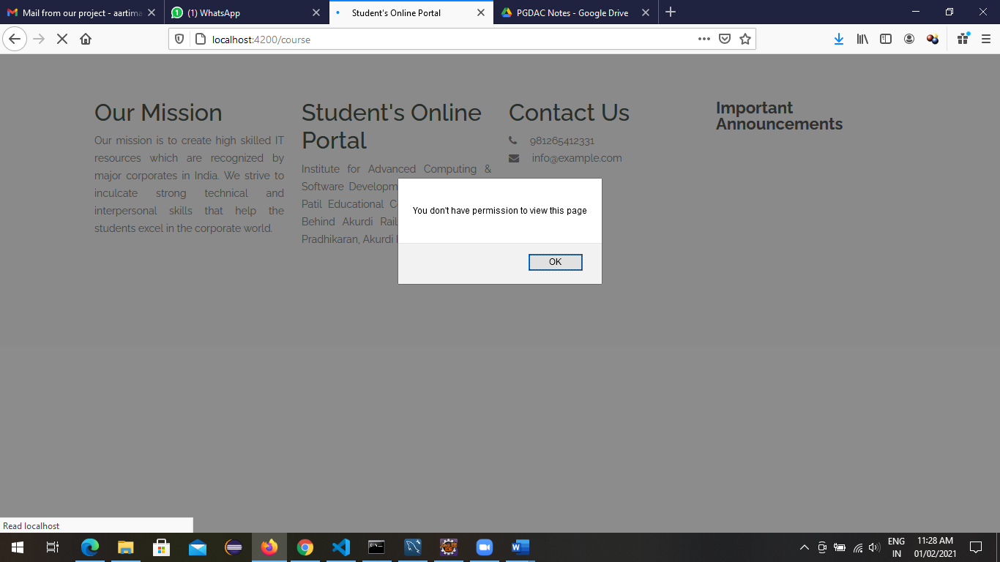 Mail from our project - aartima
(1) WhatsApp
Student's Online Portal
PGDAC Notes - Google Drive
localhost:4200/course
Our Mission
Our mission is to create high skilled IT
resources which are recognized by
major corporates in India. We strive to
inculcate strong technical and
interpersonal skills that help the
students excel in the corporate world.
Student's Online
Portal
Institute for Advanced Computing &
Software Developm
Patil Educational C
Behind Akurdi Rail
Pradhikaran, Akurdi
Contact Us
981265412331
info@example.com
Important
Announcements
You don't have permission to view this page
OK
Read localhost
ENG
IN
11:28 AM
01/02/2021